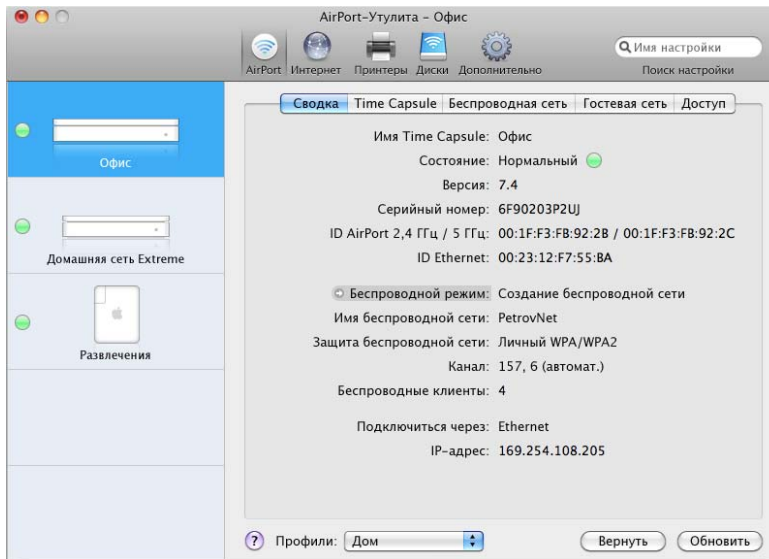 AirPort-Утулита – Офис
AirPort Интернет Принтеры Диски Дополнительно
Имя настройки
Поиск настройки
Офис
Домашняя сеть Extreme
Развлечения
Сводка Time Capsule Беспроводная сеть Гостевая сеть Доступ
Имя Time Capsule: Офис
Состояние: Нормальный
Версия: 7.4
Серийный номер: 6F90203P2UJ
ID AirPort 2,4 ГГц / 5 ГГц: 00:1F:F3:FB:92:2B / 00:1F:F3:FB:92:2C
ID Ethernet: 00:23:12:F7:55:BA
Беспроводной режим: Создание беспроводной сети
Имя беспроводной сети: PetrovNet
Защита беспроводной сети: Личный WPA/WPA2
Канал: 157, 6 (автомат.)
Беспроводные клиенты: 4
Подключиться через: Ethernet
IP-адрес: 169.254.108.205
? Профили: Дом
Вернуть Обновить